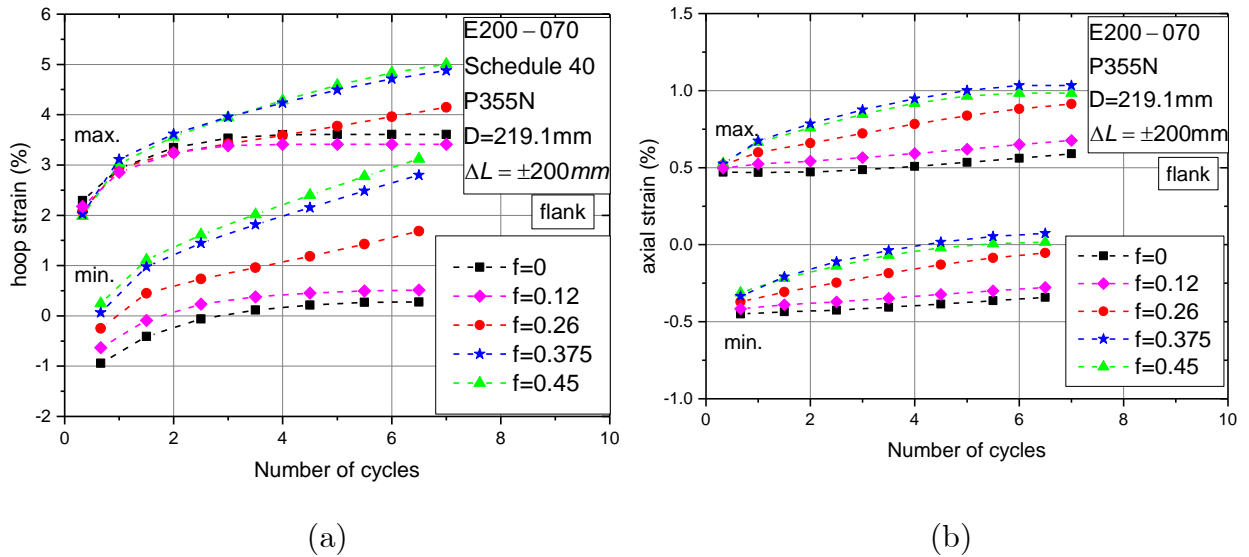 E200 – 070
Schedule 40
P355N
D=219.1mm
ΔL = ±200mm
flank
max.
min.
f=0
f=0.12
f=0.26
f=0.375
f=0.45
6
5
4
3
2
1
0
-1
-2
hoop strain (%)
0 2 4 6 8 10
Number of cycles
(a)
E200 – 070
P355N
D=219.1mm
ΔL = ±200mm
flank
max.
min.
f=0
f=0.12
f=0.26
f=0.375
f=0.45
1.5
1.0
0.5
0.0
-0.5
-1.0
axial strain (%)
0 2 4 6 8 10
Number of cycles
(b)